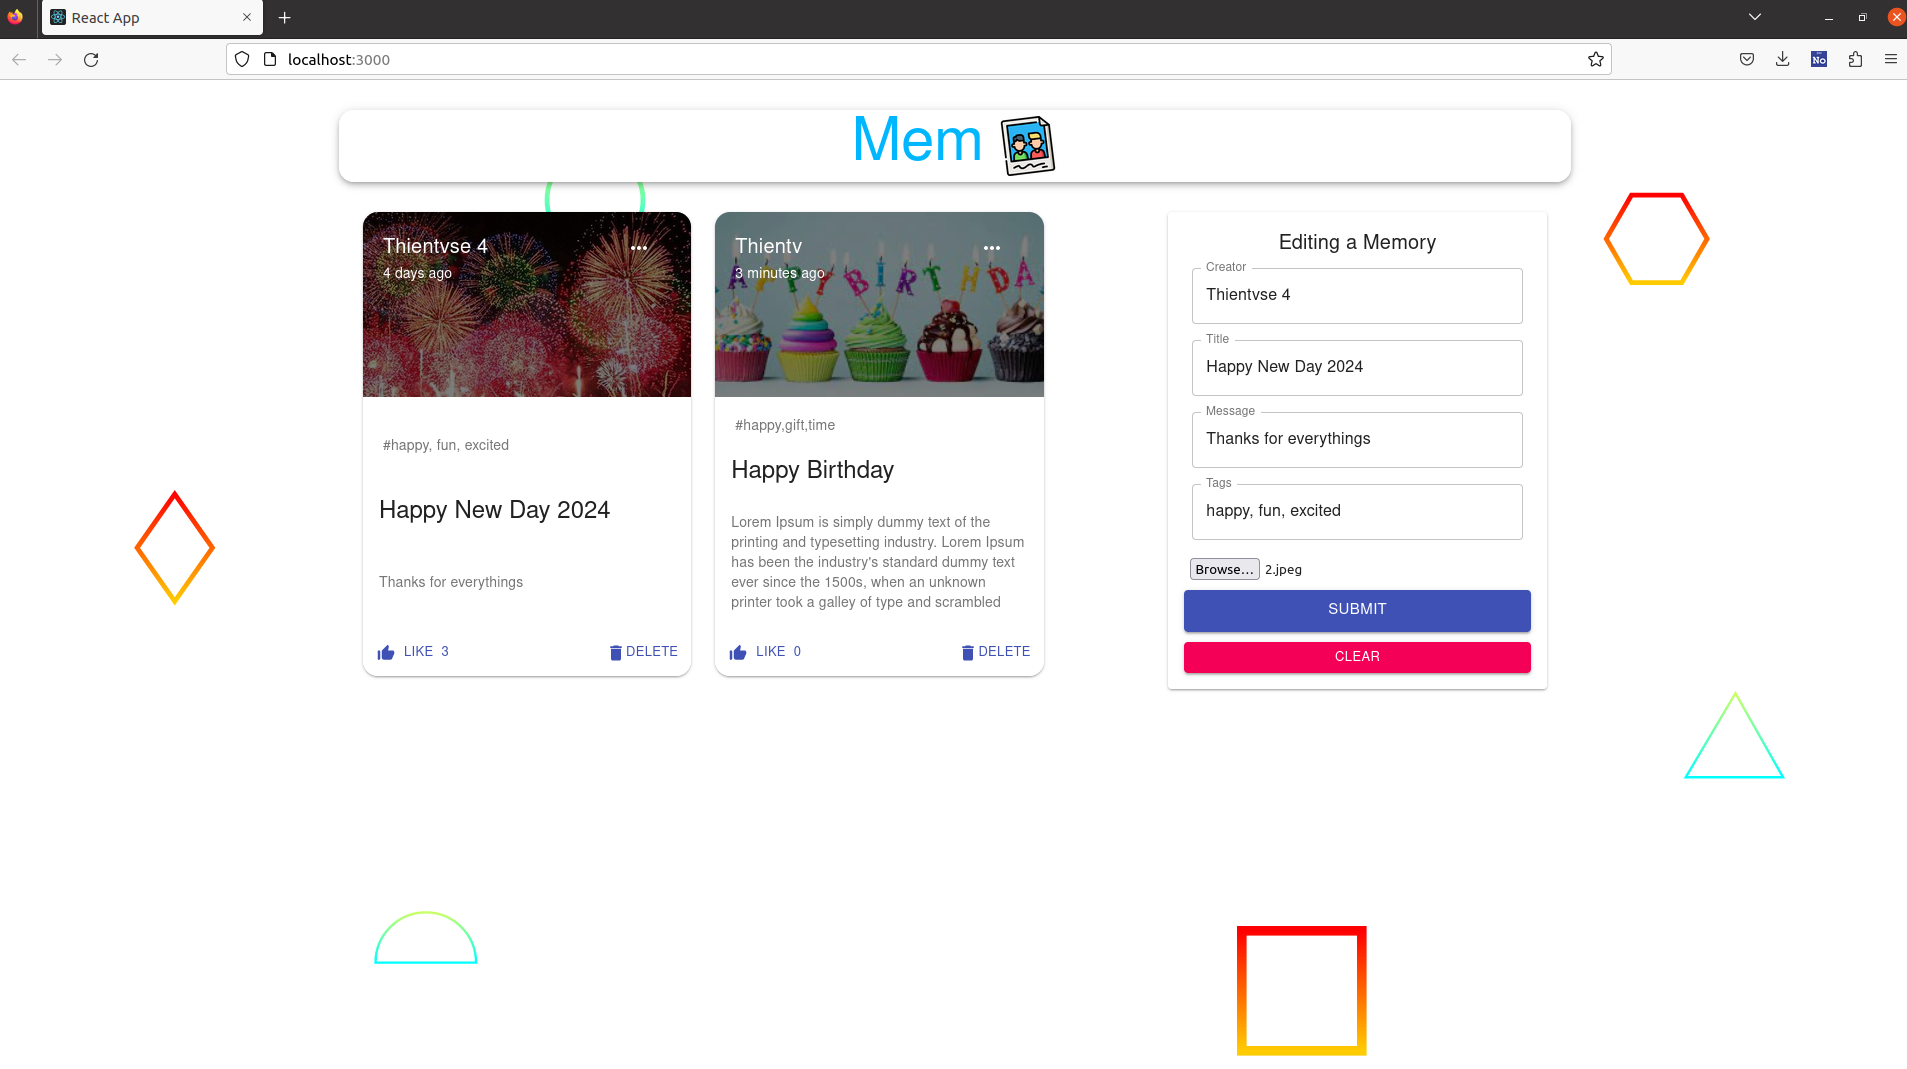 React App
localhost:3000
No
Mem
Thientvse 4
4 days ago
#happy, fun, excited
Happy New Day 2024
Thanks for everythings
LIKE 3
DELETE
Thientv
3 minutes ago
APPY BIRTHDA
#happy,gift,time
Happy Birthday
Lorem Ipsum is simply dummy text of the
printing and typesetting industry. Lorem Ipsum
has been the industry's standard dummy text
ever since the 1500s, when an unknown
printer took a galley of type and scrambled
LIKE 0
DELETE
Editing a Memory
Creator
Thientvse 4
Title
Happy New Day 2024
Message
Thanks for everythings
Tags
happy, fun, excited
Browse... 2.jpeg
SUBMIT
CLEAR